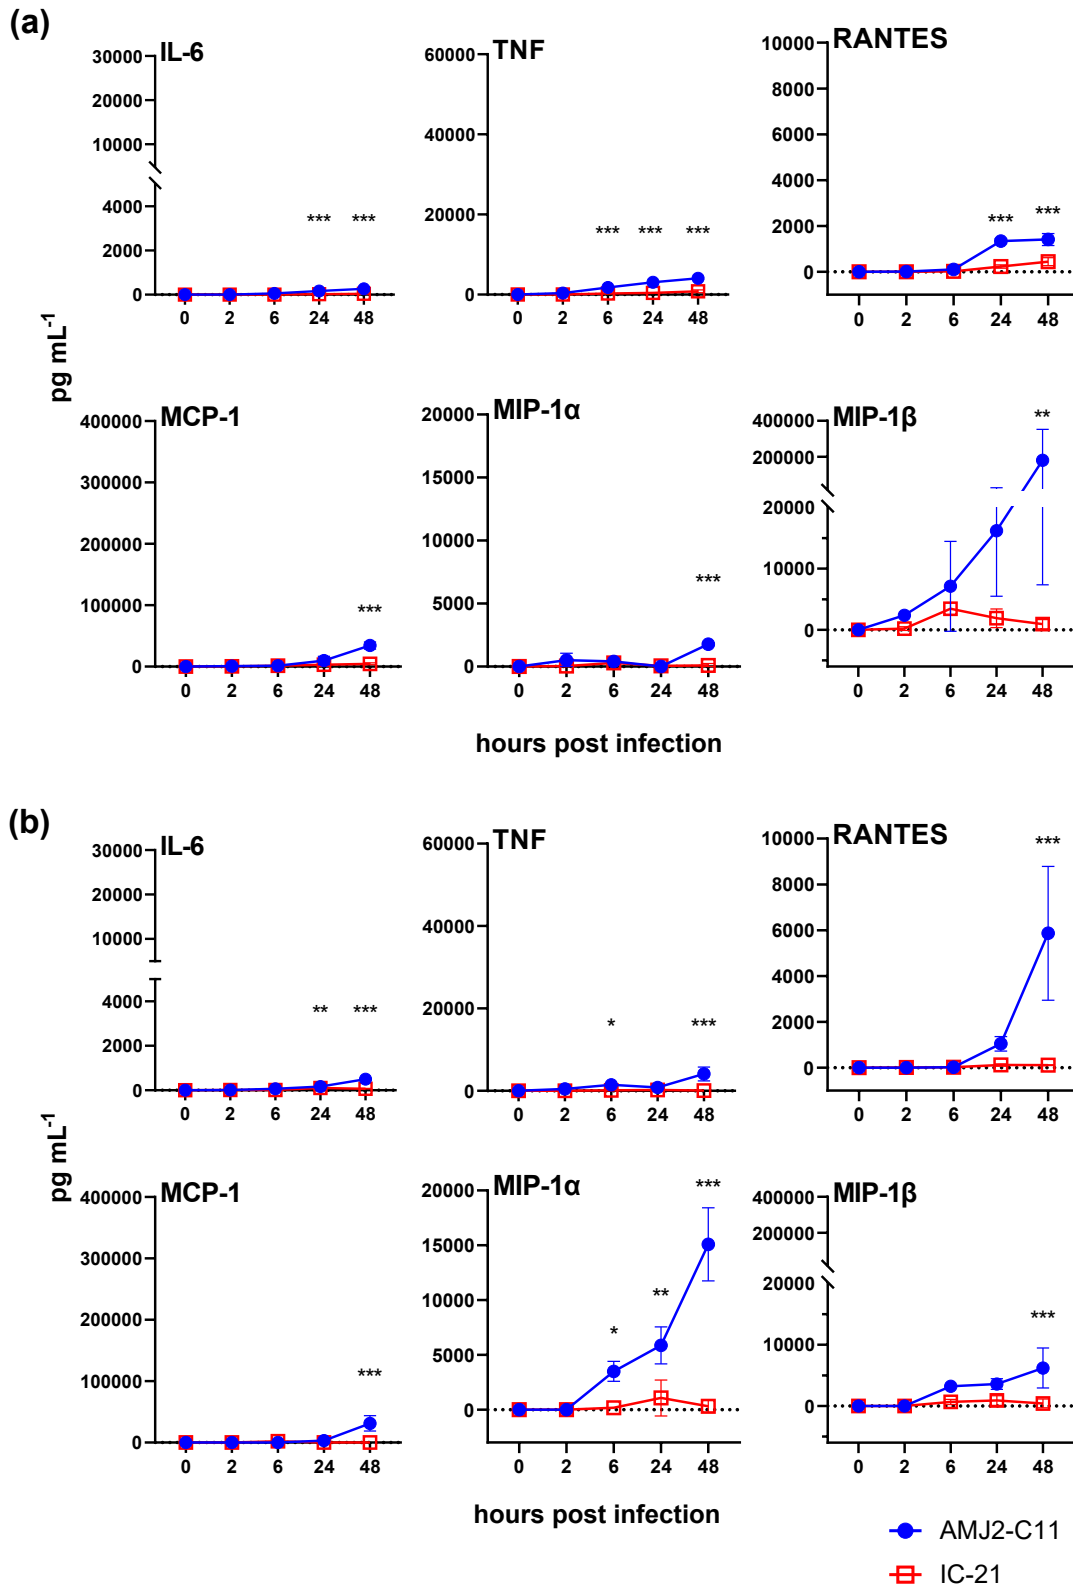 (a)
IL-6
30000
20000
10000
4000
2000
0
*** ***
0 2 6 24 48
TNF
60000
40000
20000
0
*** *** ***
0 2 6 24 48
RANTES
10000
8000
6000
4000
2000
0
*** ***
0 2 6 24 48
pg mL-1
MCP-1
400000
300000
200000
100000
0
***
0 2 6 24 48
MIP-1α
20000
15000
10000
5000
0
***
0 2 6 24 48
MIP-1β
400000
200000
20000
10000
0
**
0 2 6 24 48
hours post infection
(b)
IL-6
30000
20000
10000
4000
2000
0
** ***
0 2 6 24 48
TNF
60000
40000
20000
0
* ***
0 2 6 24 48
RANTES
10000
8000
6000
4000
2000
0
***
0 2 6 24 48
pg mL-1
MCP-1
400000
300000
200000
100000
0
***
0 2 6 24 48
MIP-1α
20000
15000
10000
5000
0
* ** ***
0 2 6 24 48
MIP-1β
400000
200000
20000
10000
0
***
0 2 6 24 48
hours post infection
AMJ2-C11
IC-21